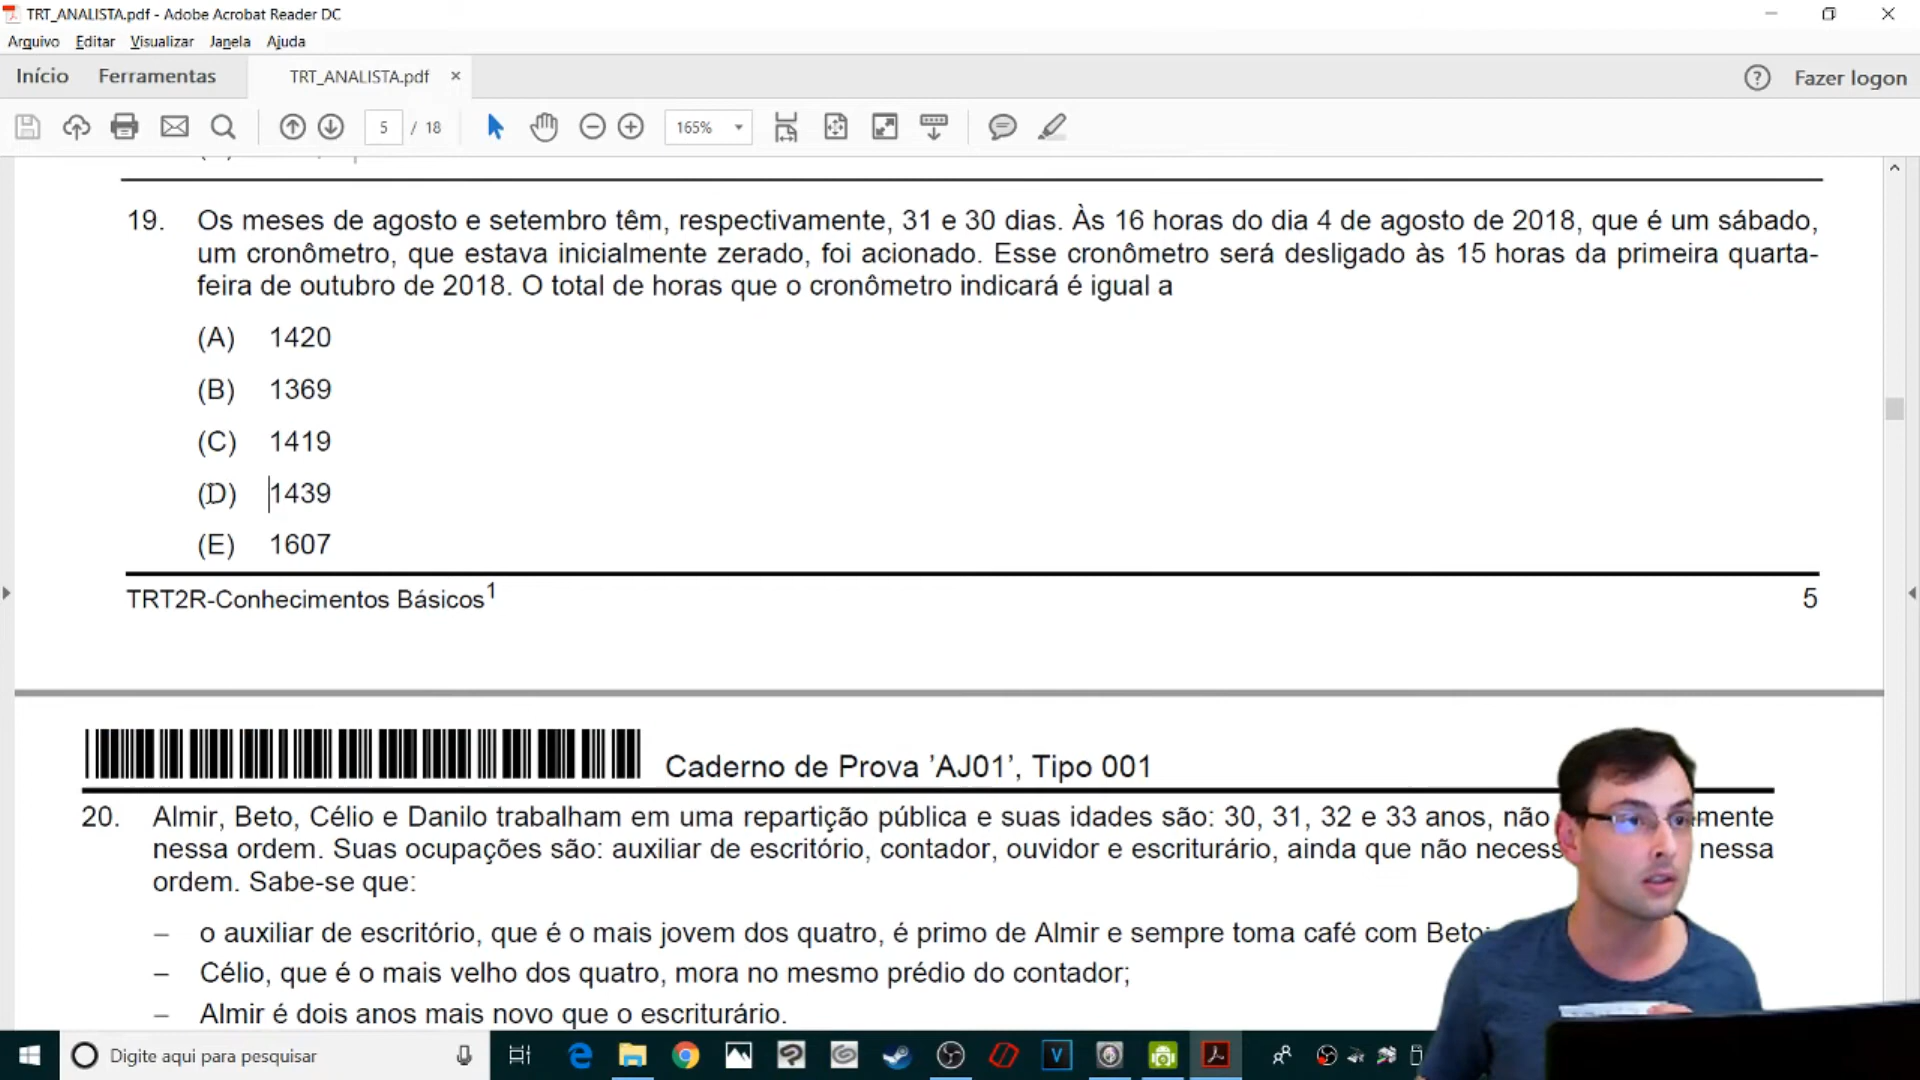 TRT_ANALISTA.pdf - Adobe Acrobat Reader DC
Arquivo Editar Visualizar Janela Ajuda
Início Ferramentas TRT_ANALISTA.pdf × ? Fazer logon
5 / 18 165%
19. Os meses de agosto e setembro têm, respectivamente, 31 e 30 dias. Às 16 horas do dia 4 de agosto de 2018, que é um sábado,
um cronômetro, que estava inicialmente zerado, foi acionado. Esse cronômetro será desligado às 15 horas da primeira quarta-
feira de outubro de 2018. O total de horas que o cronômetro indicará é igual a
(A) 1420
(B) 1369
(C) 1419
(D) 1439
(E) 1607
TRT2R-Conhecimentos Básicos1 5
Caderno de Prova ’AJ01’, Tipo 001
20. Almir, Beto, Célio e Danilo trabalham em uma repartição pública e suas idades são: 30, 31, 32 e 33 anos, não mente
nessa ordem. Suas ocupações são: auxiliar de escritório, contador, ouvidor e escriturário, ainda que não necess nessa
ordem. Sabe-se que:
– o auxiliar de escritório, que é o mais jovem dos quatro, é primo de Almir e sempre toma café com Beto;
– Célio, que é o mais velho dos quatro, mora no mesmo prédio do contador;
– Almir é dois anos mais novo que o escriturário.
Digite aqui para pesquisar